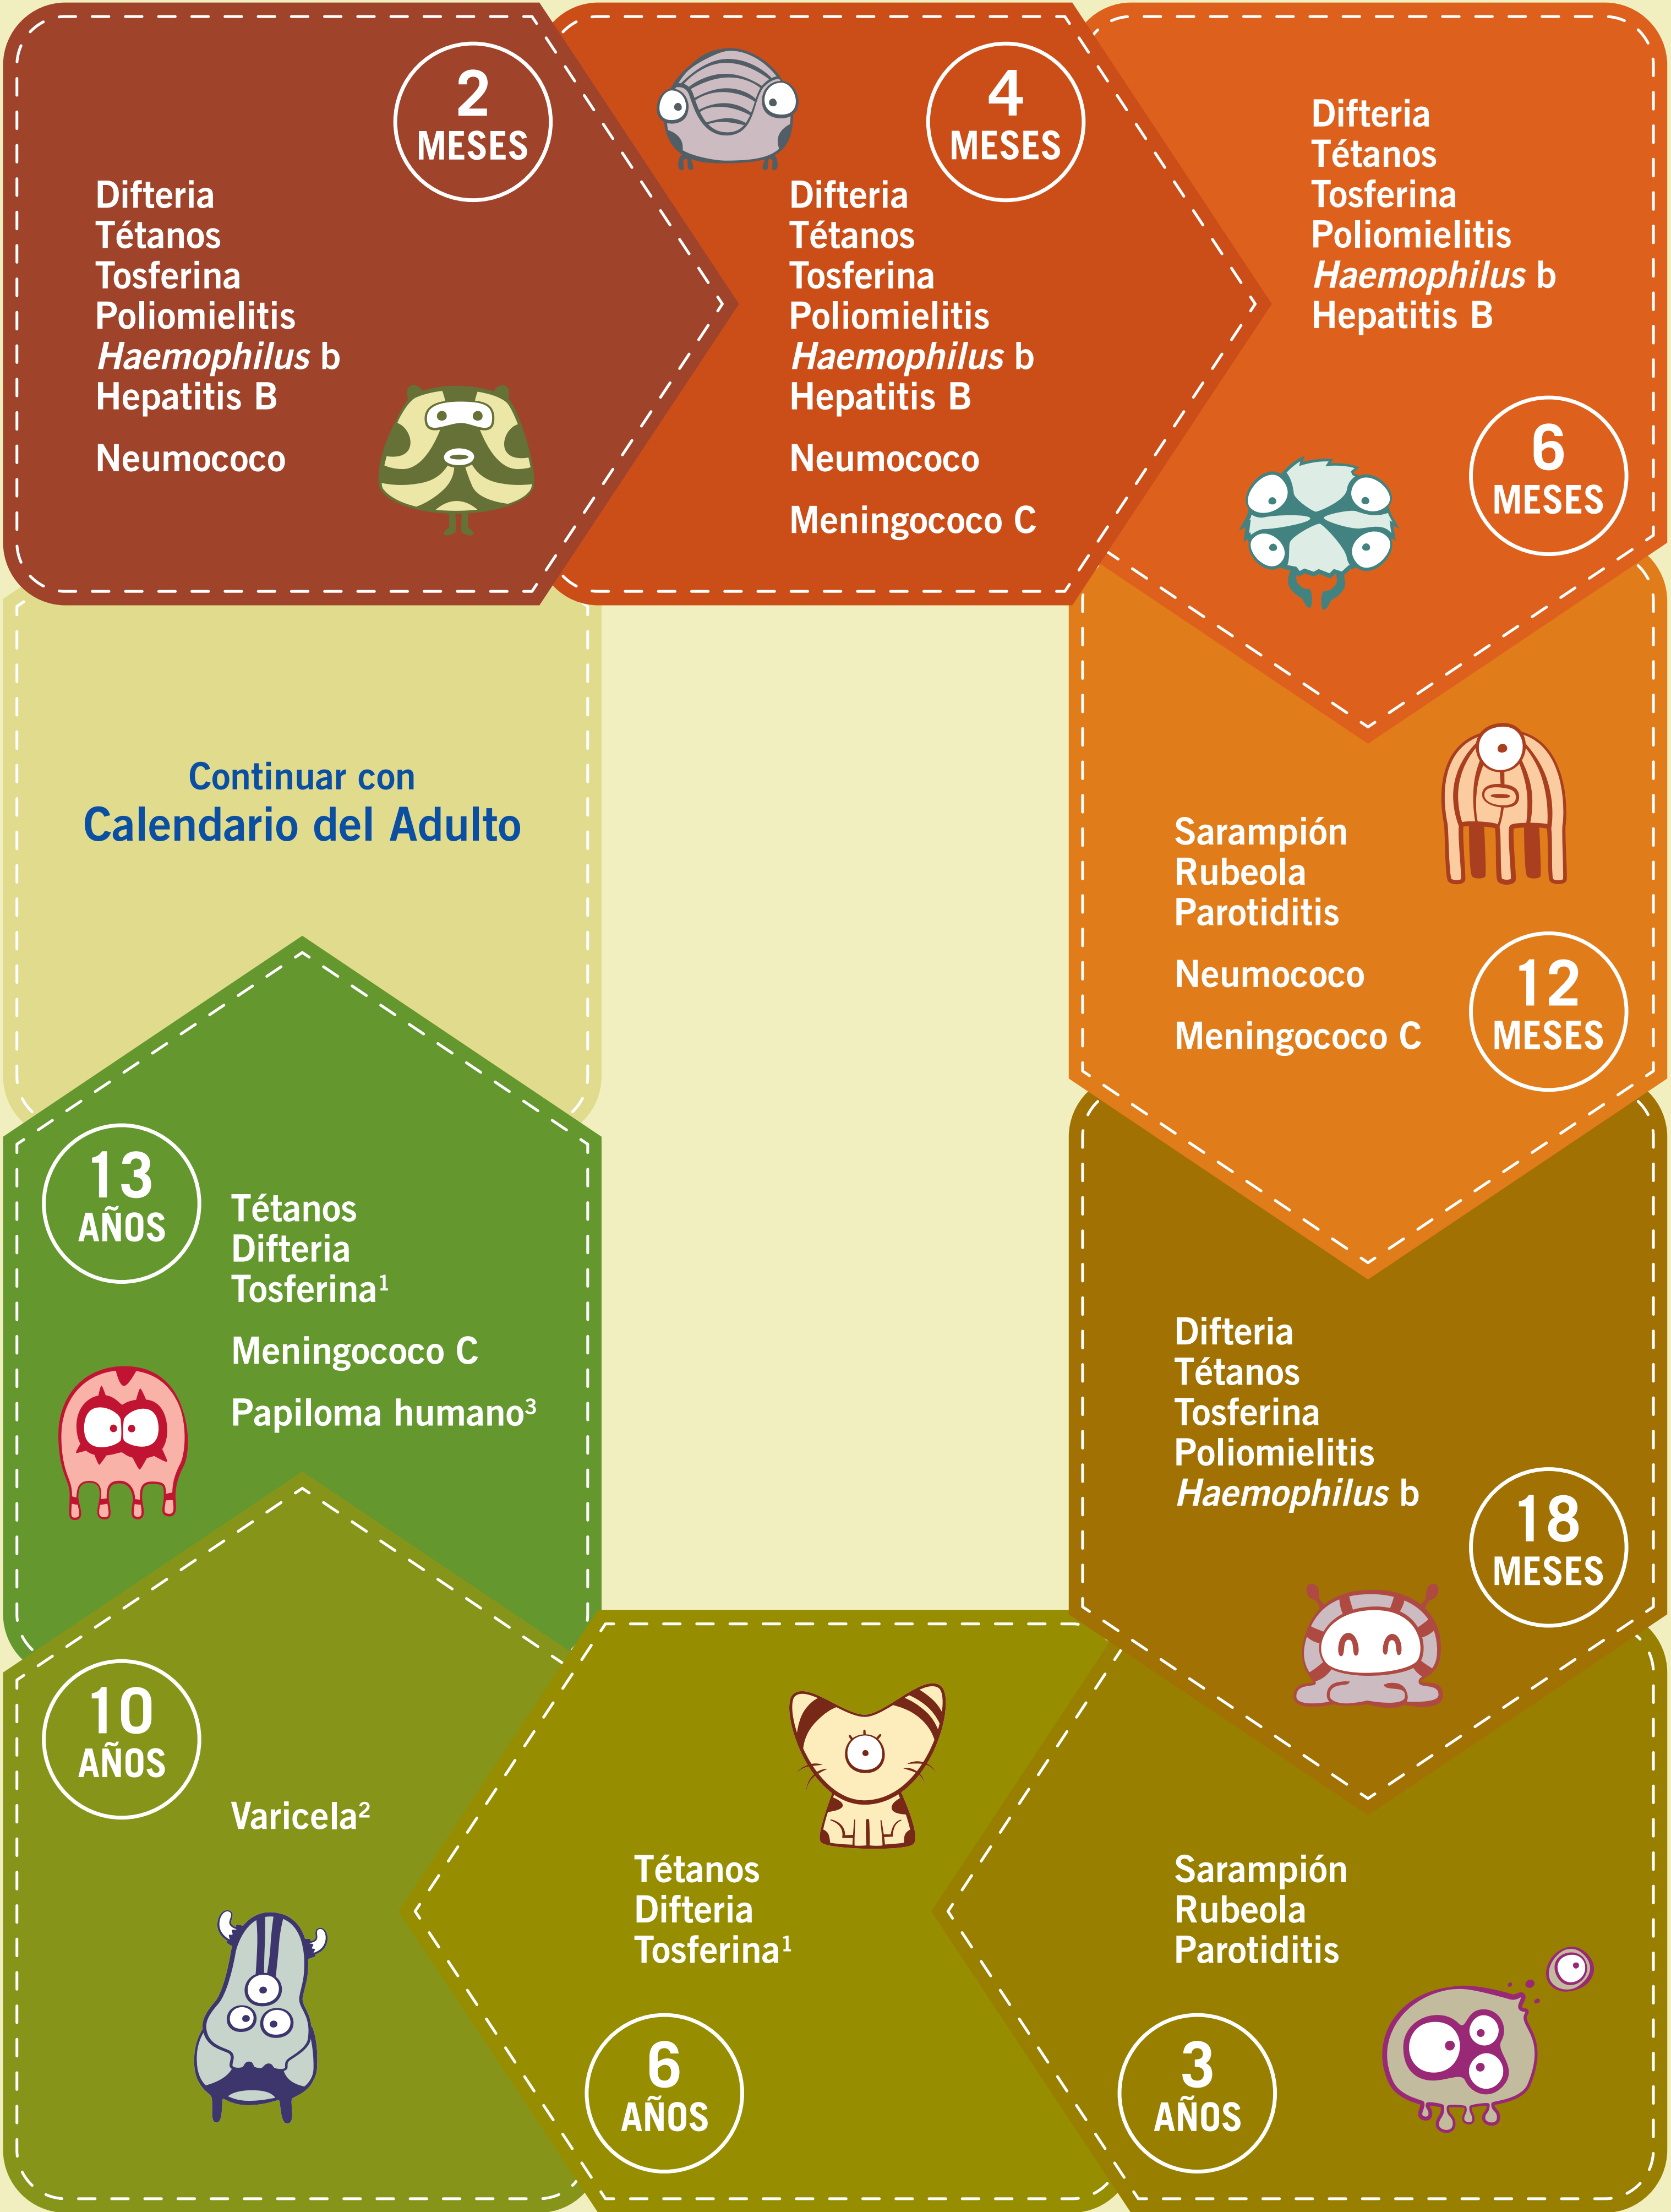 2
MESES
Difteria
Tétanos
Tosferina
Poliomielitis
Haemophilus b
Hepatitis B
Neumococo
4
MESES
Difteria
Tétanos
Tosferina
Poliomielitis
Haemophilus b
Hepatitis B
Neumococo
Meningococo C
Difteria
Tétanos
Tosferina
Poliomielitis
Haemophilus b
Hepatitis B
6
MESES
Sarampión
Rubeola
Parotiditis
Neumococo
Meningococo C
12
MESES
Difteria
Tétanos
Tosferina
Poliomielitis
Haemophilus b
18
MESES
Sarampión
Rubeola
Parotiditis
3
AÑOS
Tétanos
Difteria
Tosferina¹
6
AÑOS
10
AÑOS
Varicela²
13
AÑOS
Tétanos
Difteria
Tosferina¹
Meningococo C
Papiloma humano³
Continuar con
Calendario del Adulto